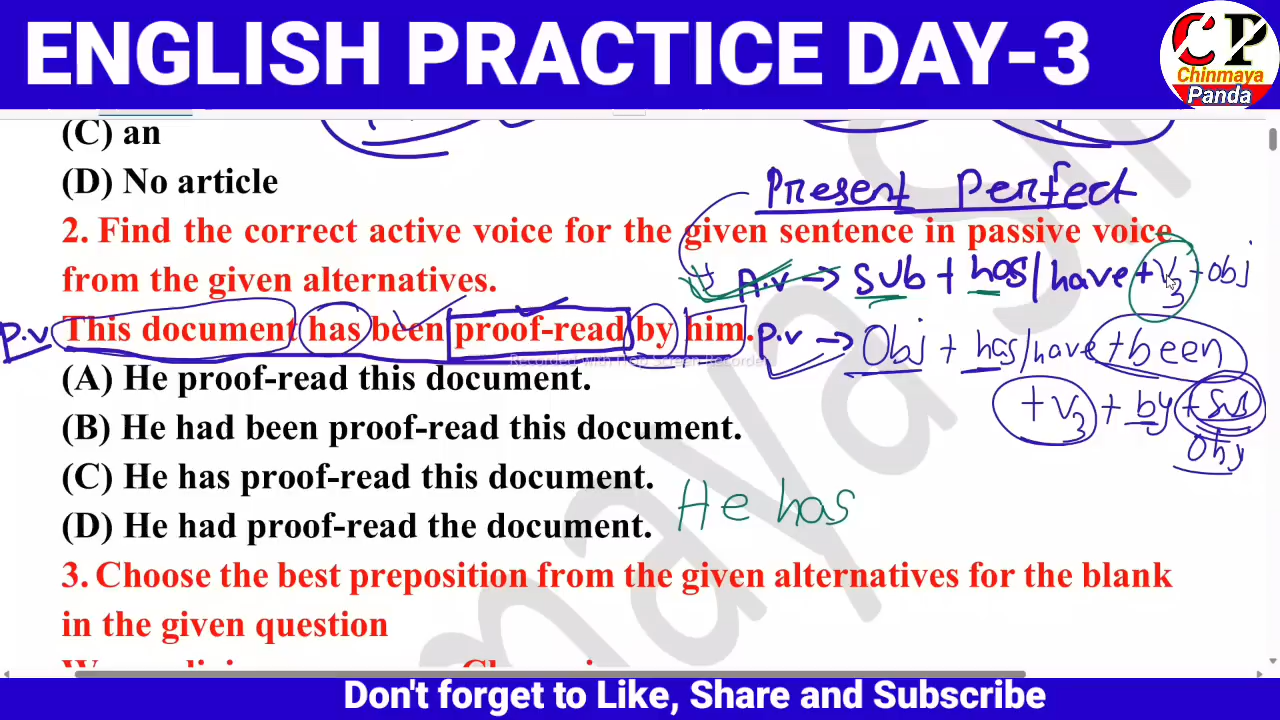 ENGLISH PRACTICE DAY-3
CP
Chinmaya
Panda
(C) an
(D) No article
Present Perfect
2. Find the correct active voice for the given sentence in passive voice
from the given alternatives.
A.V → sub + has/have + V3 + obj
P.V This document has been proof-read by him.
P.V → Obj + has/have + been
+ V3 + by + sub
Obj
(A) He proof-read this document.
(B) He had been proof-read this document.
(C) He has proof-read this document.
(D) He had proof-read the document.
He has
3. Choose the best preposition from the given alternatives for the blank
in the given question
Don't forget to Like, Share and Subscribe